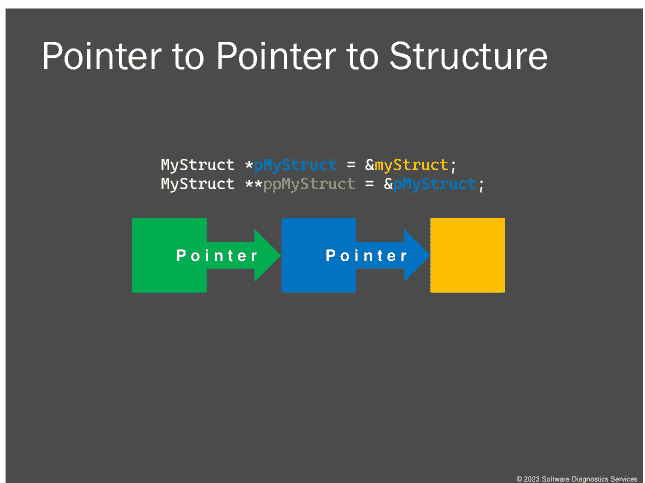 Pointer to Pointer to Structure
MyStruct *pMyStruct = &myStruct;
MyStruct **ppMyStruct = &pMyStruct;
Pointer Pointer
© 2023 Software Diagnostics Services